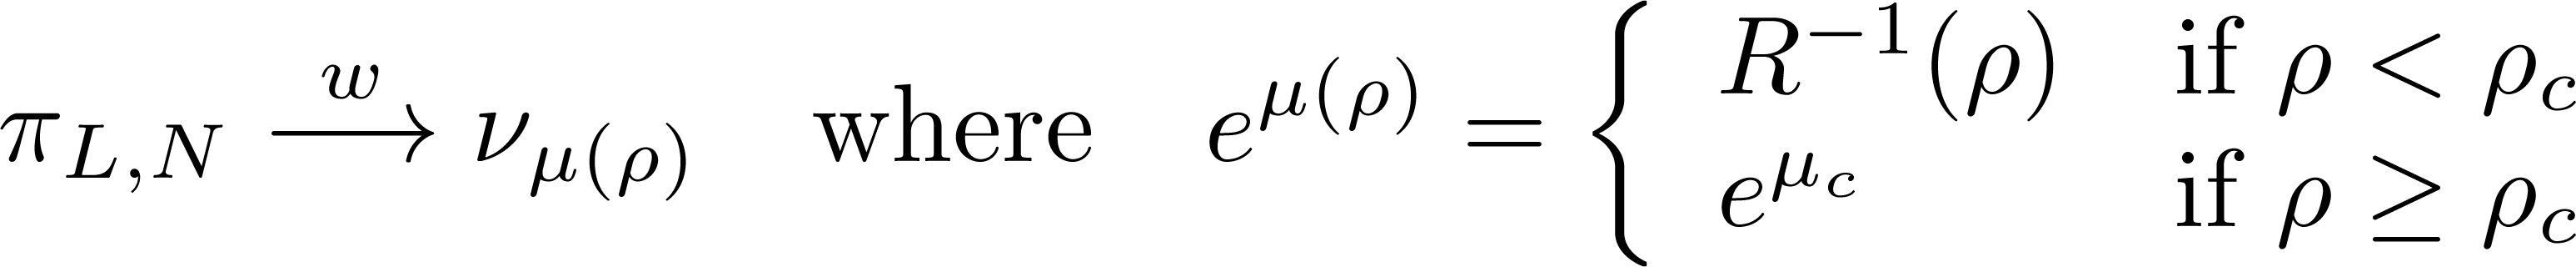 π_{L,N} \xrightarrow{w} ν_{μ(ρ)} where e^{μ(ρ)} = { R^{-1}(ρ) if ρ < ρ_c
e^{μ_c} if ρ ≥ ρ_c